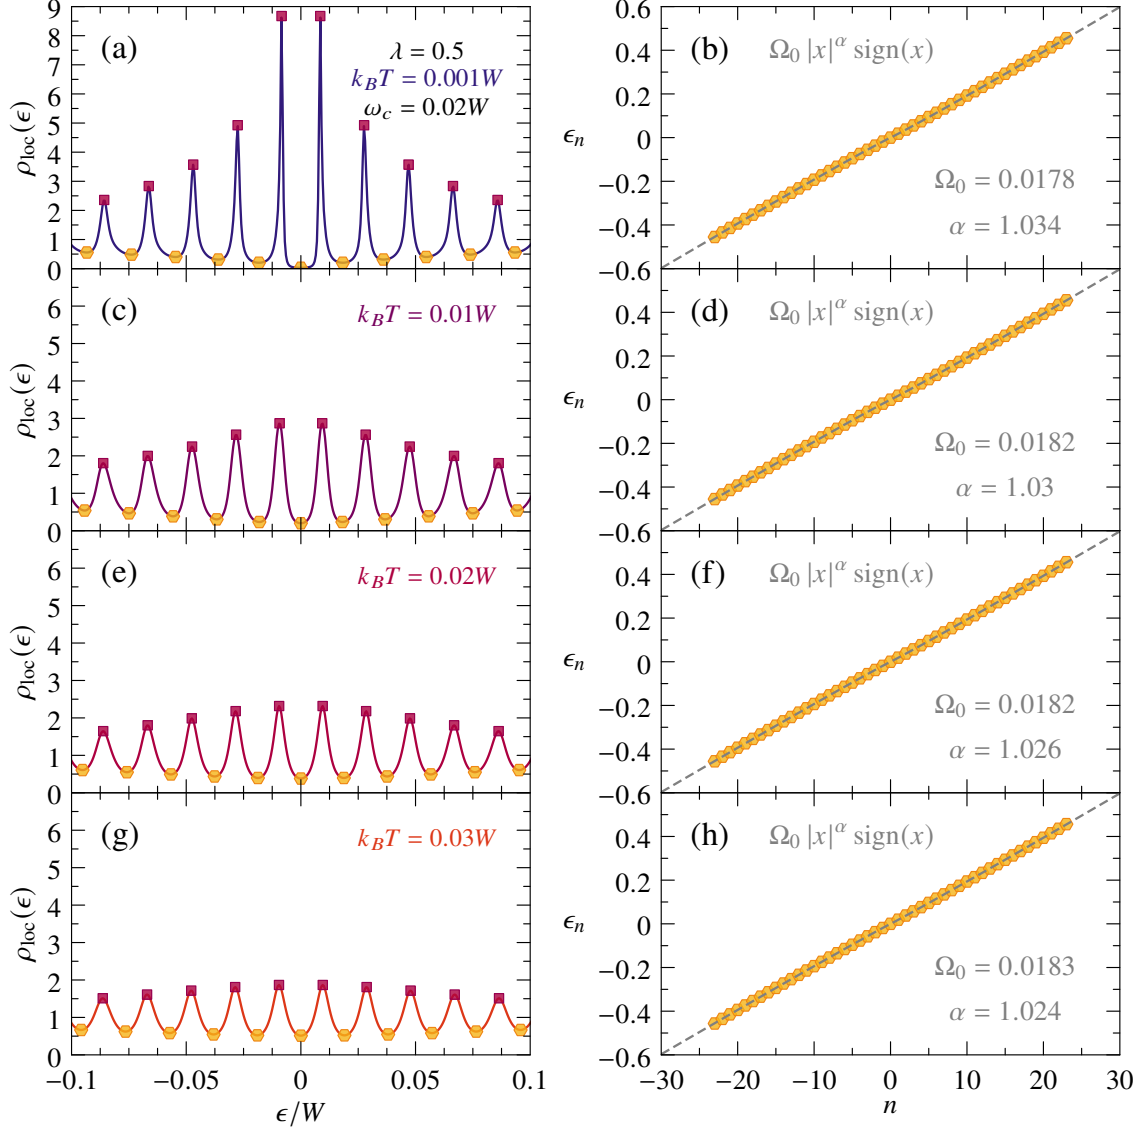 (a)
λ = 0.5
k_B T = 0.001W
ω_c = 0.02W
ρ_loc(ϵ)
9
8
7
6
5
4
3
2
1
0
(b)
Ω_0 |x|^α sign(x)
Ω_0 = 0.0178
α = 1.034
ϵ_n
0.6
0.4
0.2
0
−0.2
−0.4
−0.6
(c)
k_B T = 0.01W
ρ_loc(ϵ)
6
5
4
3
2
1
0
(d)
Ω_0 |x|^α sign(x)
Ω_0 = 0.0182
α = 1.03
ϵ_n
0.4
0.2
0
−0.2
−0.4
−0.6
(e)
k_B T = 0.02W
ρ_loc(ϵ)
6
5
4
3
2
1
0
(f)
Ω_0 |x|^α sign(x)
Ω_0 = 0.0182
α = 1.026
ϵ_n
0.4
0.2
0
−0.2
−0.4
−0.6
(g)
k_B T = 0.03W
ρ_loc(ϵ)
6
5
4
3
2
1
0
−0.1 −0.05 0 0.05 0.1
ϵ/W
(h)
Ω_0 |x|^α sign(x)
Ω_0 = 0.0183
α = 1.024
ϵ_n
0.4
0.2
0
−0.2
−0.4
−0.6
−30 −20 −10 0 10 20 30
n